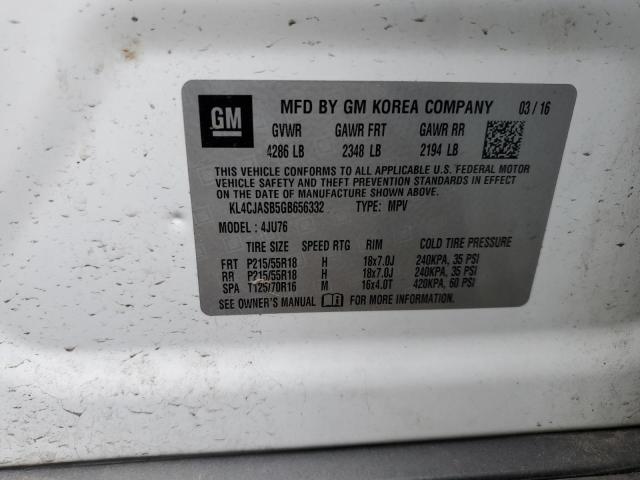 GM MFD BY GM KOREA COMPANY 03/16
GVWR GAWR FRT GAWR RR
4286 LB 2348 LB 2194 LB
THIS VEHICLE CONFORMS TO ALL APPLICABLE U.S. FEDERAL MOTOR
VEHICLE SAFETY AND THEFT PREVENTION STANDARDS IN EFFECT
ON THE DATE OF MANUFACTURE SHOWN ABOVE.
KL4CJASB5GB656332 TYPE: MPV
MODEL: 4JU76
TIRE SIZE SPEED RTG RIM COLD TIRE PRESSURE
FRT P215/55R18 H 18x7.0J 240KPA, 35 PSI
RR P215/55R18 H 18x7.0J 240KPA, 35 PSI
SPA T125/70R16 M 16x4.0T 420KPA, 60 PSI
SEE OWNER'S MANUAL FOR MORE INFORMATION.